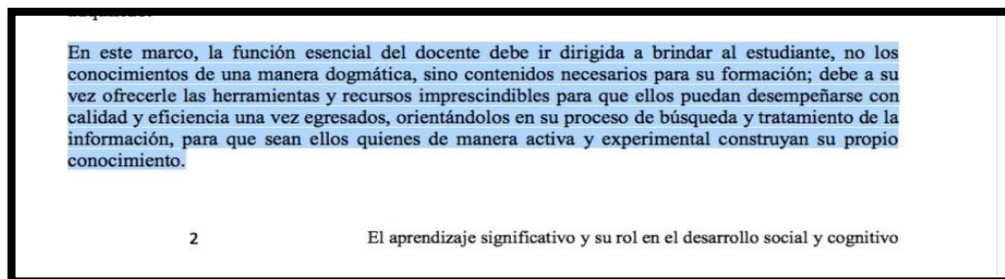 En este marco, la función esencial del docente debe ir dirigida a brindar al estudiante, no los
conocimientos de una manera dogmática, sino contenidos necesarios para su formación; debe a su
vez ofrecerle las herramientas y recursos imprescindibles para que ellos puedan desempeñarse con
calidad y eficiencia una vez egresados, orientándolos en su proceso de búsqueda y tratamiento de la
información, para que sean ellos quienes de manera activa y experimental construyan su propio
conocimiento.
2 El aprendizaje significativo y su rol en el desarrollo social y cognitivo